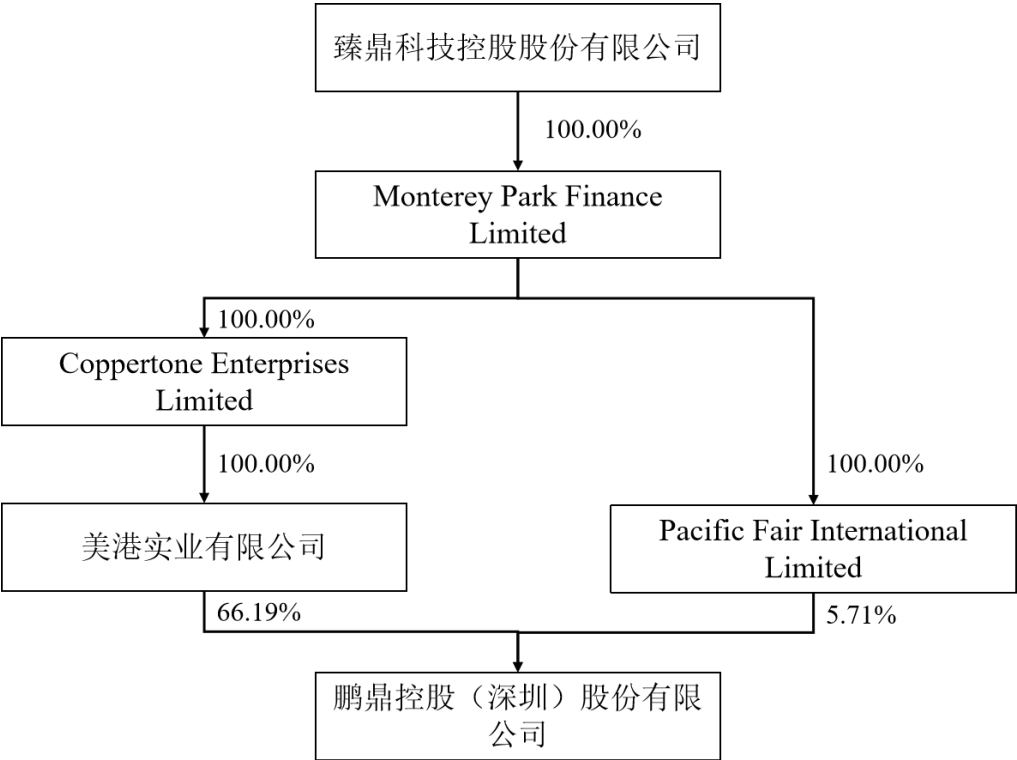 臻鼎科技控股股份有限公司
100.00%
Monterey Park Finance
Limited
100.00%
Coppertone Enterprises
Limited
100.00%
100.00%
美港实业有限公司
Pacific Fair International
Limited
66.19%
5.71%
鹏鼎控股（深圳）股份有限
公司